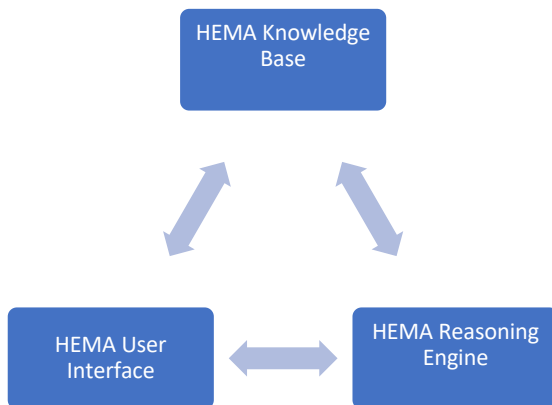 HEMA Knowledge
Base
HEMA User
Interface
HEMA Reasoning
Engine